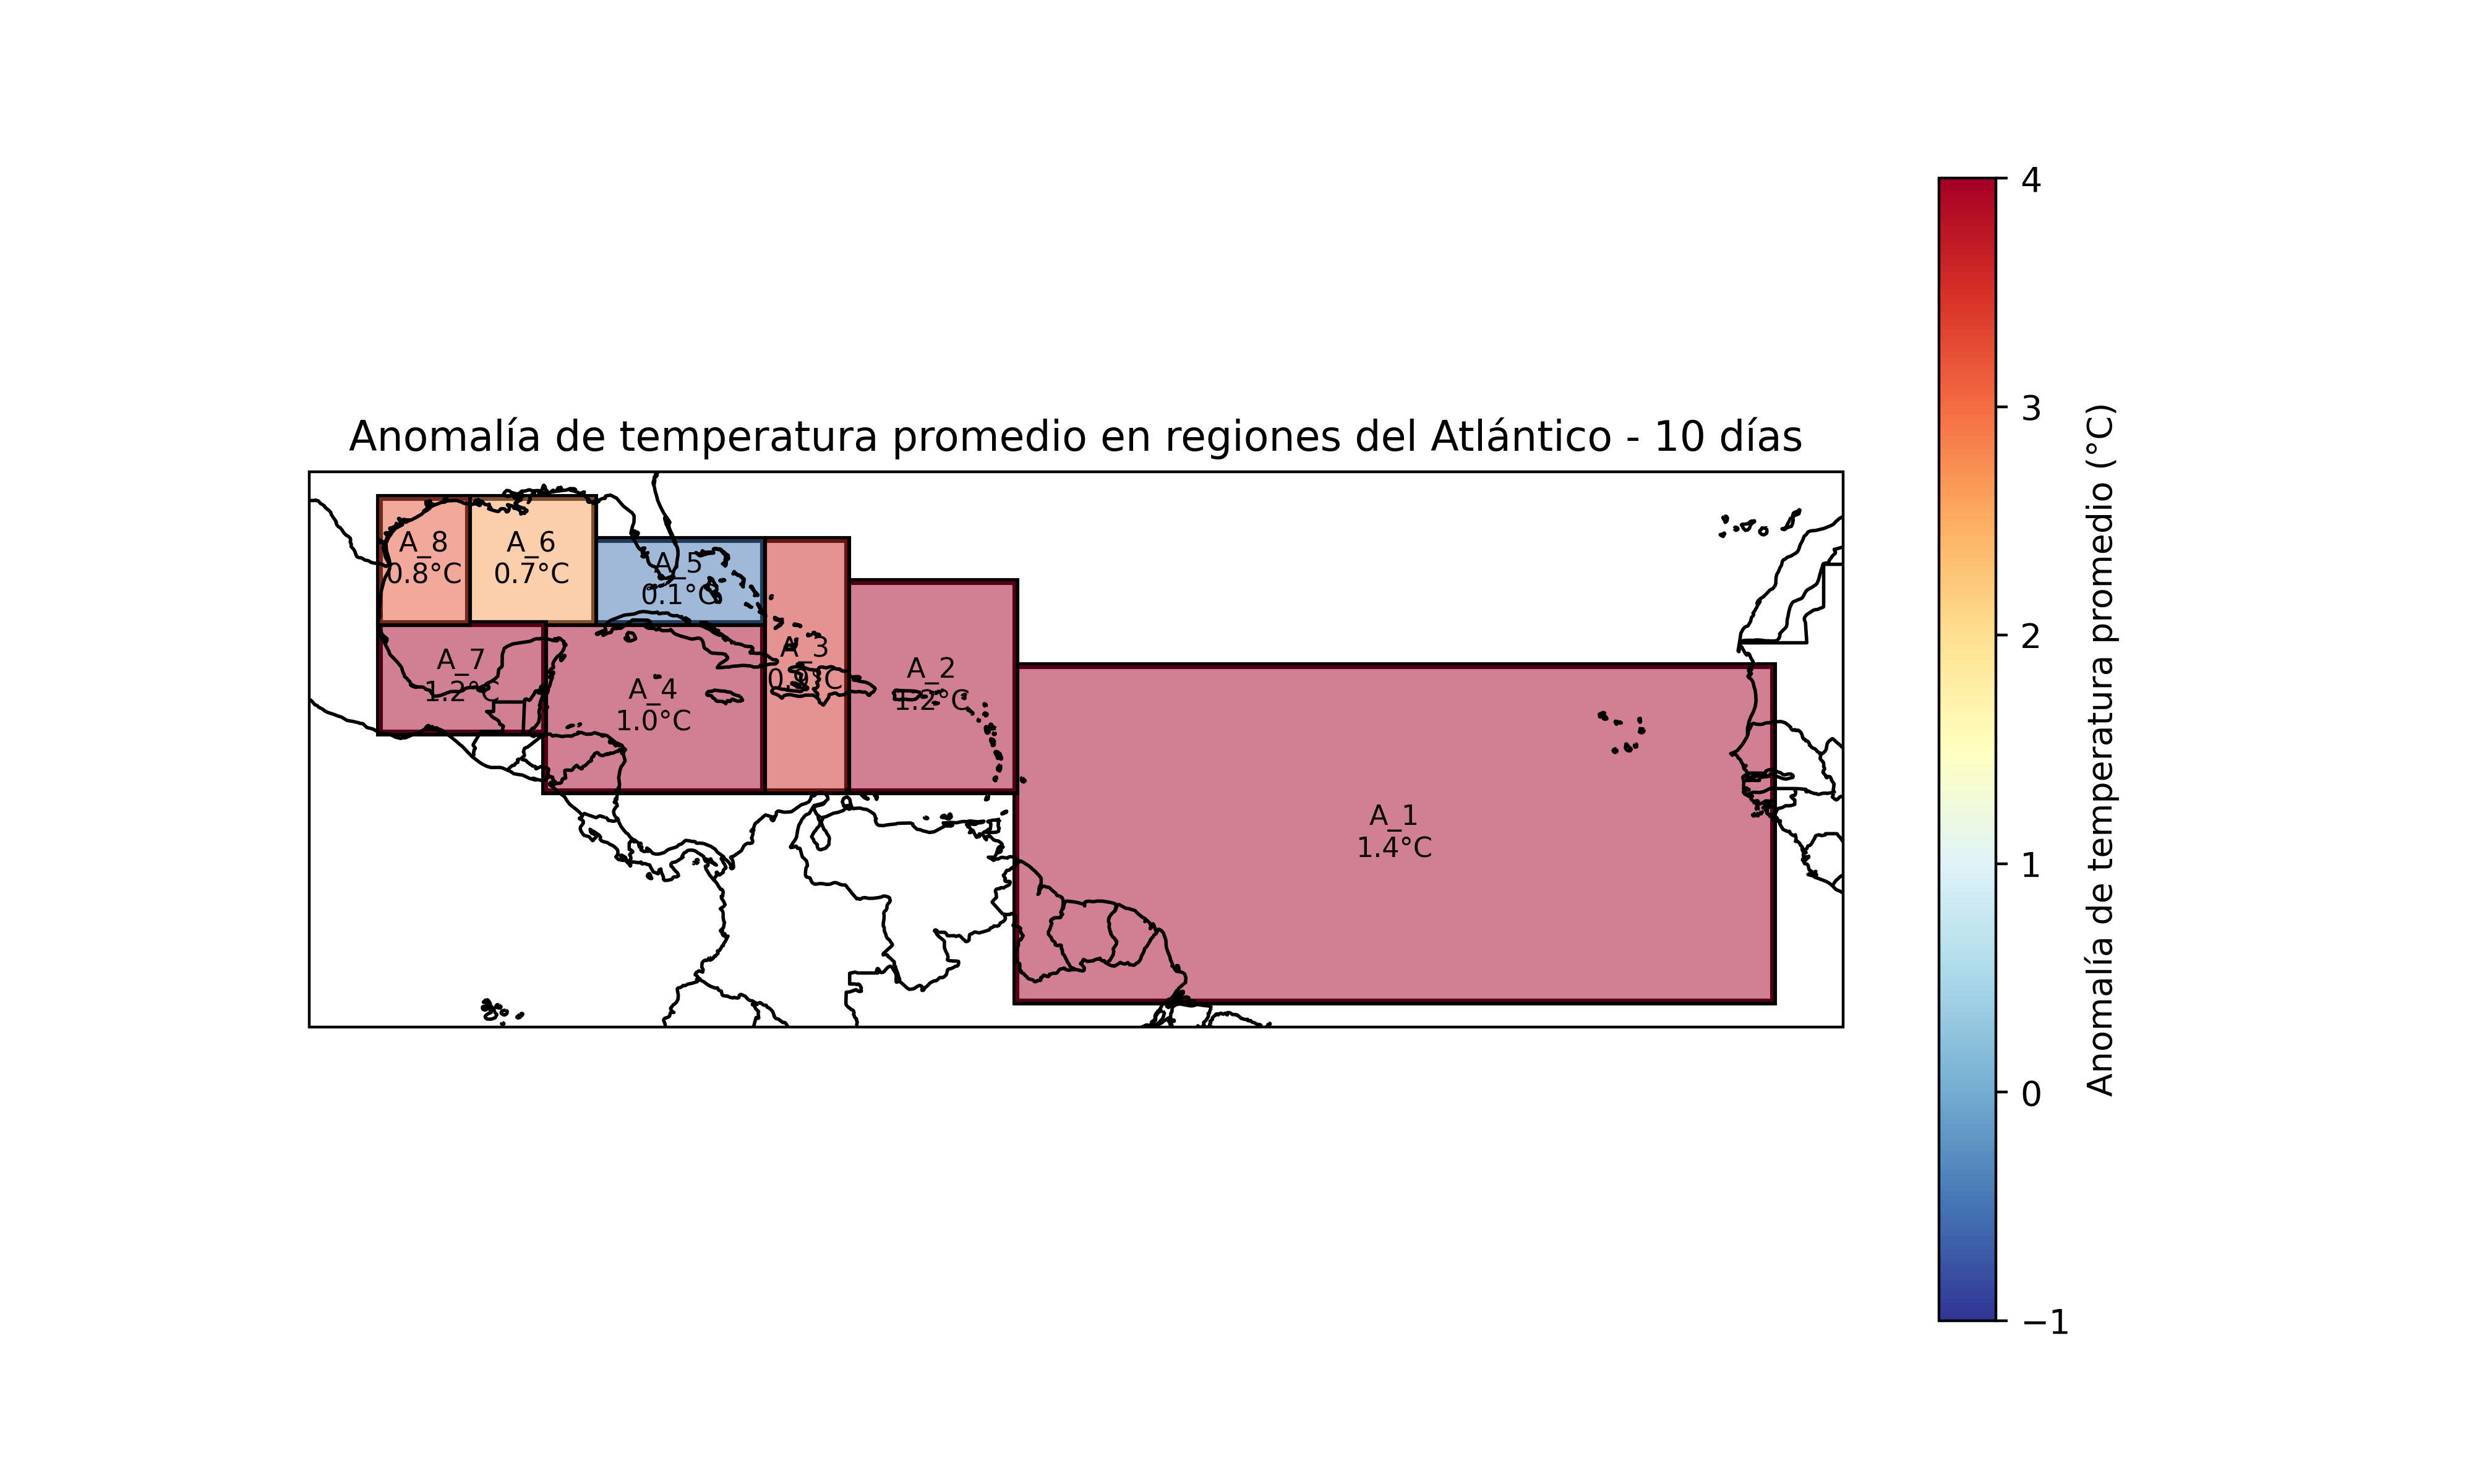 Anomalía de temperatura promedio en regiones del Atlántico - 10 días
A_8
0.8°C
A_6
0.7°C
A_5
0.1°C
A_3
0.9°C
A_7
1.2°C
A_4
1.0°C
A_2
1.2°C
A_1
1.4°C
4
3
2
1
0
−1
Anomalía de temperatura promedio (°C)